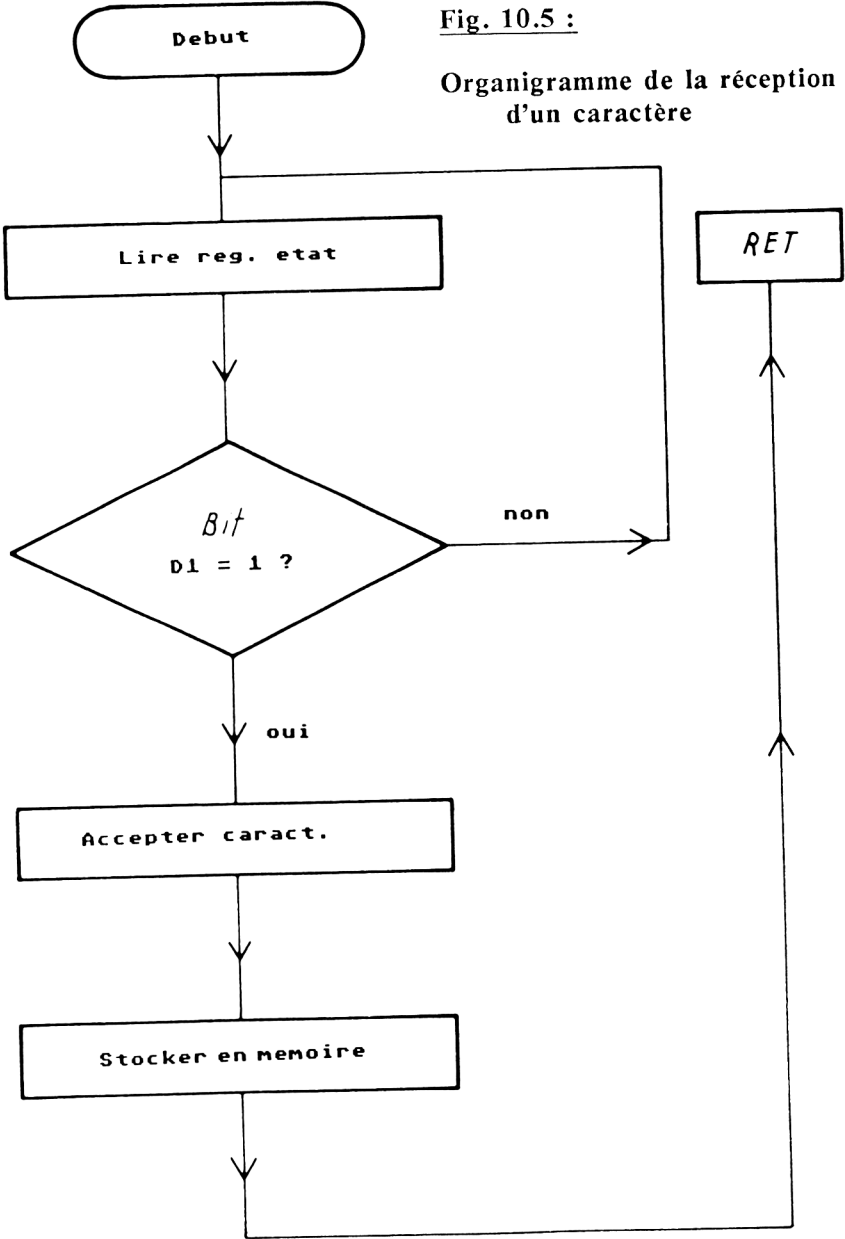 Debut
Fig. 10.5 :
Organigramme de la réception
d'un caractère
Lire reg. etat
RET
Bit
D1 = 1 ?
non
oui
Accepter caract.
Stocker en memoire